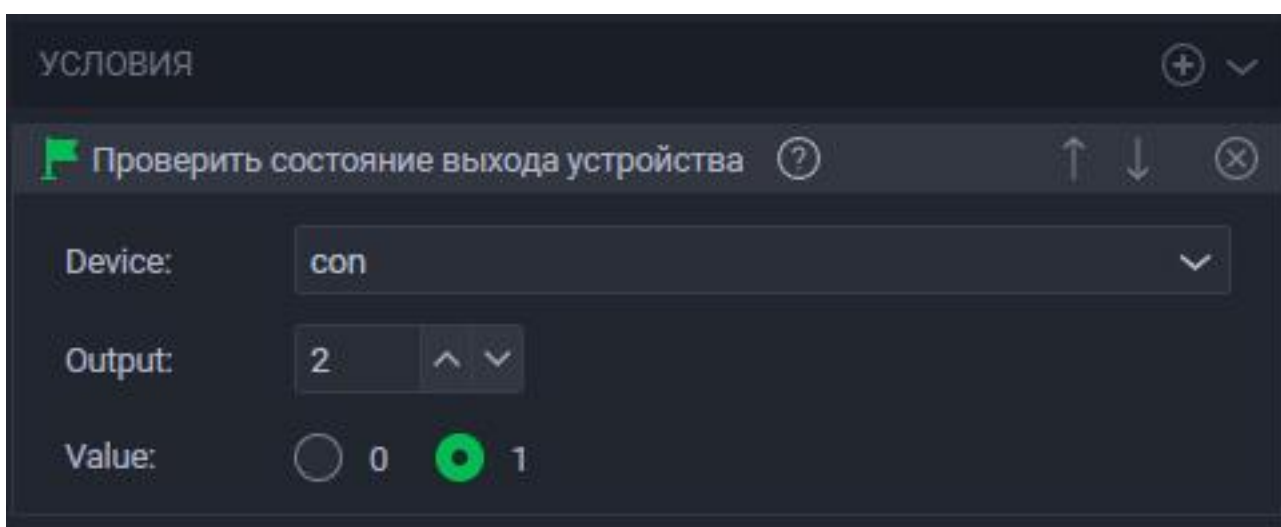 УСЛОВИЯ
Проверить состояние выхода устройства ?
Device: con
Output: 2
Value: 0 1